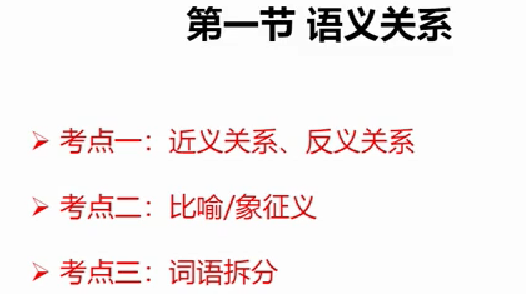 第一节 语义关系
➢ 考点一：近义关系、反义关系
➢ 考点二：比喻/象征义
➢ 考点三：词语拆分